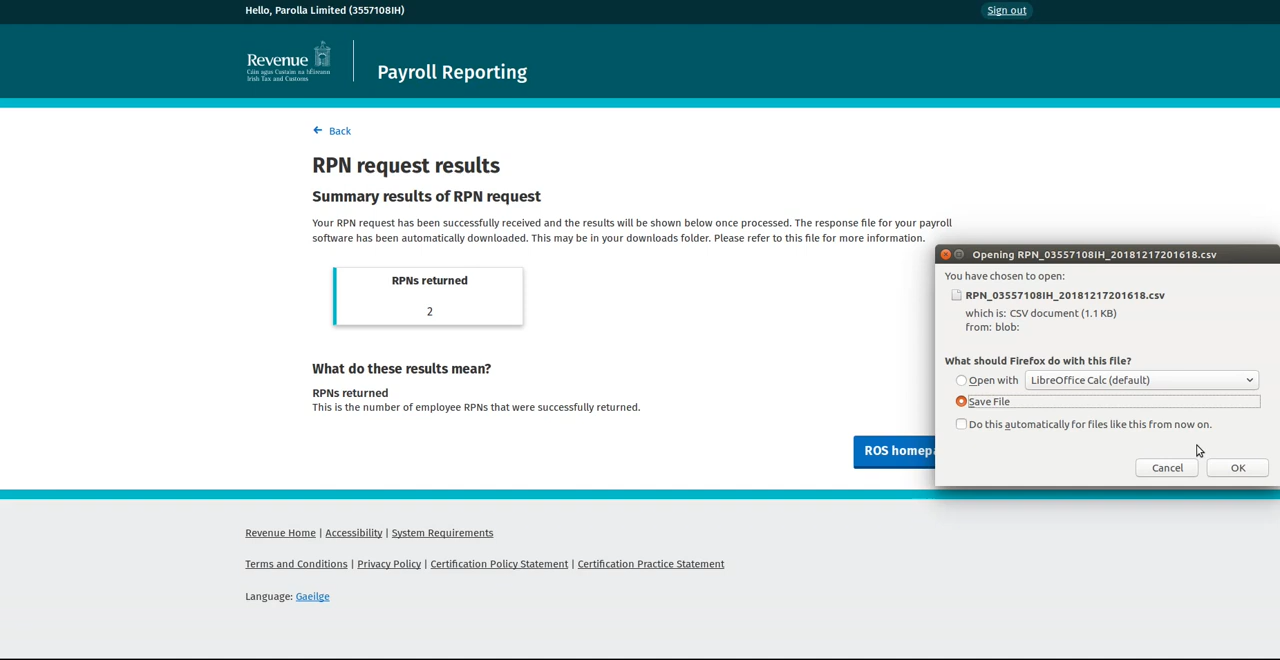 Hello, Parolla Limited (3557108IH)
Sign out
Revenue
Cáin agus Custaim na hÉireann
Irish Tax and Customs
Payroll Reporting
Back
RPN request results
Summary results of RPN request
Your RPN request has been successfully received and the results will be shown below once processed. The response file for your payroll
software has been automatically downloaded. This may be in your downloads folder. Please refer to this file for more information.
RPNs returned
2
What do these results mean?
RPNs returned
This is the number of employee RPNs that were successfully returned.
ROS homepa
Opening RPN_03557108IH_20181217201618.csv
You have chosen to open:
RPN_03557108IH_20181217201618.csv
which is: CSV document (1.1 KB)
from: blob:
What should Firefox do with this file?
Open with LibreOffice Calc (default)
Save File
Do this automatically for files like this from now on.
Cancel OK
Revenue Home | Accessibility | System Requirements
Terms and Conditions | Privacy Policy | Certification Policy Statement | Certification Practice Statement
Language: Gaeilge